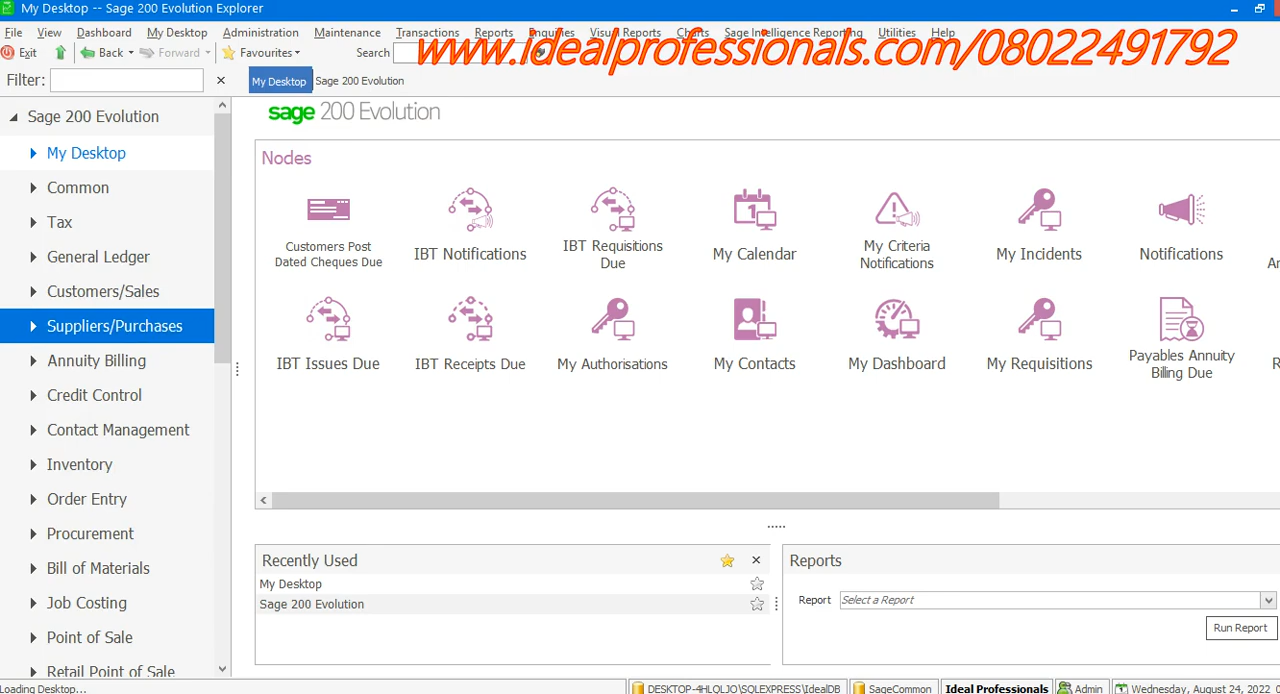 My Desktop -- Sage 200 Evolution Explorer
File View Dashboard My Desktop Administration Maintenance Transactions Reports Enquiries Visual Reports Charts Sage Intelligence Reporting Utilities Help
Exit Back Forward Favourites Search
www.idealprofessionals.com/08022491792
Filter:
My Desktop Sage 200 Evolution
sage 200 Evolution
Sage 200 Evolution
My Desktop
Common
Tax
General Ledger
Customers/Sales
Suppliers/Purchases
Annuity Billing
Credit Control
Contact Management
Inventory
Order Entry
Procurement
Bill of Materials
Job Costing
Point of Sale
Retail Point of Sale
Nodes
Customers Post
Dated Cheques Due
IBT Notifications
IBT Requisitions
Due
My Calendar
My Criteria
Notifications
My Incidents
Notifications
IBT Issues Due
IBT Receipts Due
My Authorisations
My Contacts
My Dashboard
My Requisitions
Payables Annuity
Billing Due
Recently Used
My Desktop
Sage 200 Evolution
Reports
Report Select a Report
Run Report
Loading Desktop...
DESKTOP-4HLQLJO\SQLEXPRESS\IdealDB SageCommon Ideal Professionals Admin Wednesday, August 24, 2022